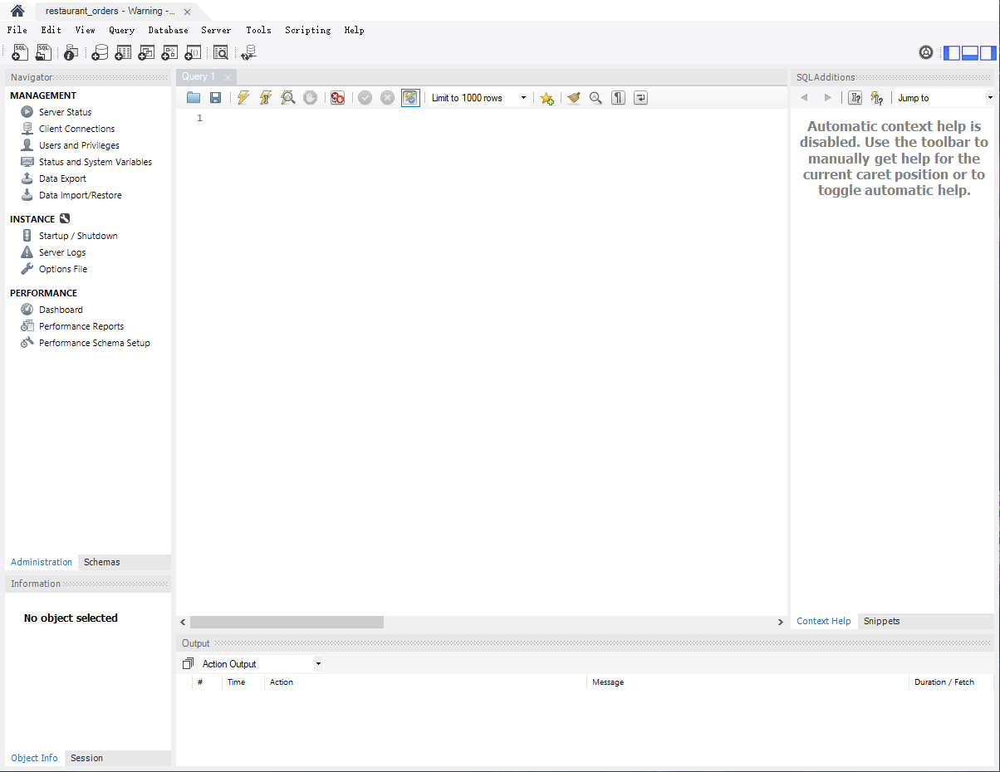 restaurant_orders - Warning -...
File Edit View Query Database Server Tools Scripting Help
SQL SQL
Navigator
MANAGEMENT
Server Status
Client Connections
Users and Privileges
Status and System Variables
Data Export
Data Import/Restore
INSTANCE
Startup / Shutdown
Server Logs
Options File
PERFORMANCE
Dashboard
Performance Reports
Performance Schema Setup
Administration Schemas
Information
No object selected
Object Info Session
Query 1
Limit to 1000 rows
1
SQLAdditions
Jump to
Automatic context help is
disabled. Use the toolbar to
manually get help for the
current caret position or to
toggle automatic help.
Context Help Snippets
Output
Action Output
# Time Action Message Duration / Fetch